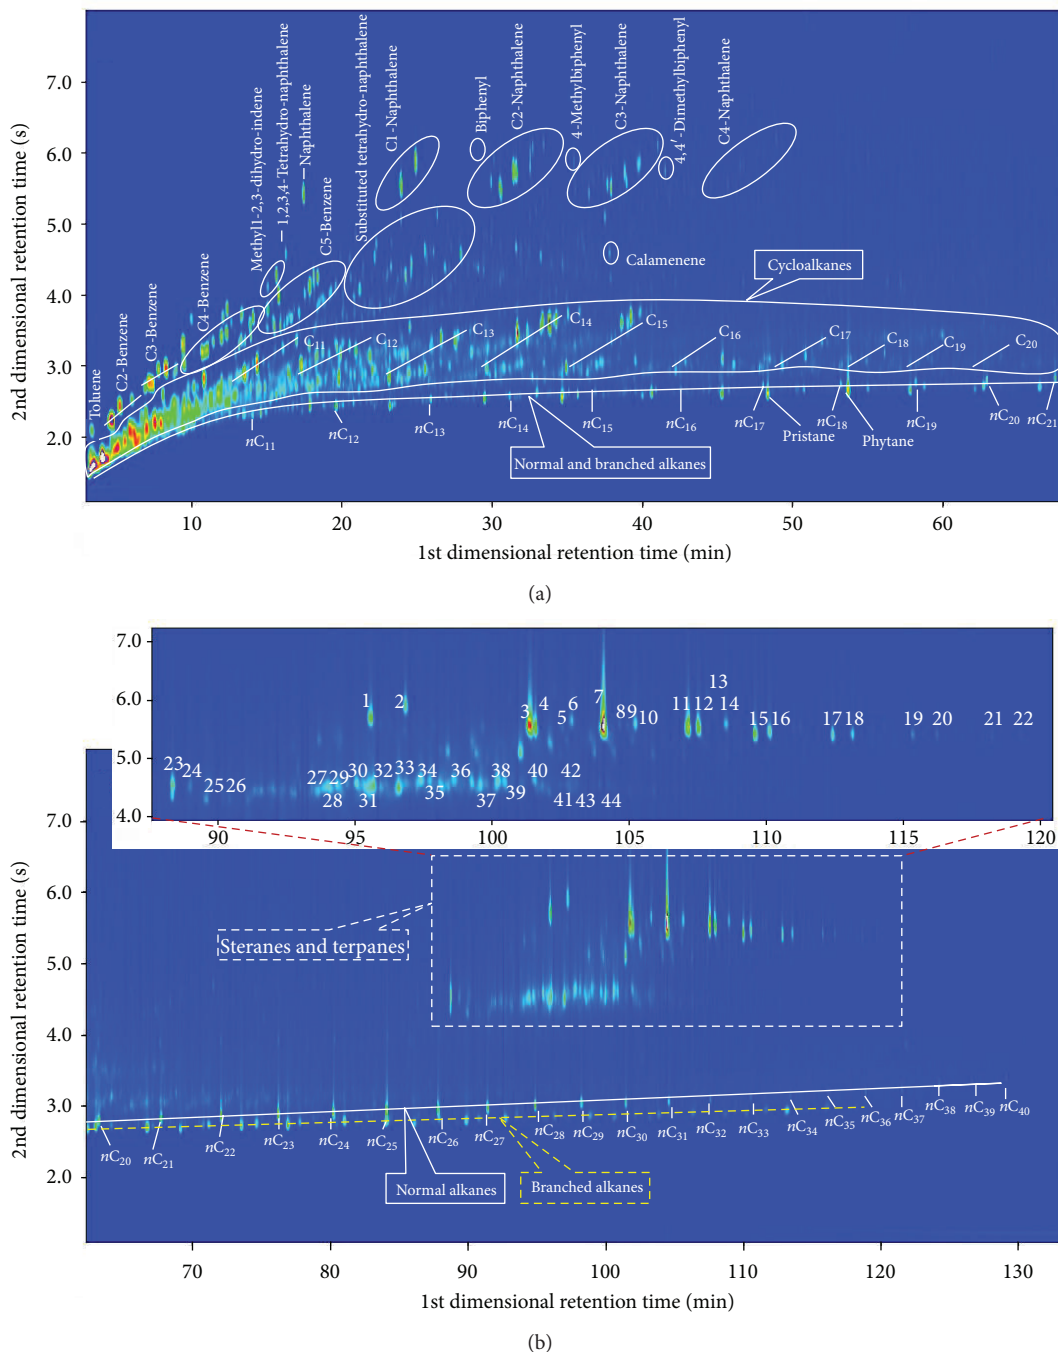 (a)
2nd dimensional retention time (s)
7.0
6.0
5.0
4.0
3.0
2.0
Toluene
C2-Benzene
C3-Benzene
C4-Benzene
Methyl1-2,3-dihydro-indene
1,2,3,4-Tetrahydro-naphthalene
Naphthalene
C5-Benzene
Substituted tetrahydro-naphthalene
C1-Naphthalene
Biphenyl
C2-Naphthalene
4-Methylbiphenyl
C3-Naphthalene
4,4′-Dimethylbiphenyl
C4-Naphthalene
Calamenene
Cycloalkanes
C11 C12 C13 C14 C15 C16 C17 C18 C19 C20
nC11 nC12 nC13 nC14 nC15 nC16 nC17 nC18 nC19 nC20 nC21
Pristane
Phytane
Normal and branched alkanes
10 20 30 40 50 60
1st dimensional retention time (min)
7.0
6.0
5.0
4.0
1 2 3 4 5 6 7 8 9 10 11 12 13 14 15 16 17 18 19 20 21 22
23 24 25 26 27 28 29 30 31 32 33 34 35 36 37 38 39 40 41 42 43 44
90 95 100 105 110 115 120
2nd dimensional retention time (s)
7.0
6.0
5.0
4.0
3.0
2.0
Steranes and terpanes
nC20 nC21 nC22 nC23 nC24 nC25 nC26 nC27 nC28 nC29 nC30 nC31 nC32 nC33 nC34 nC35 nC36 nC37 nC38 nC39 nC40
Normal alkanes
Branched alkanes
70 80 90 100 110 120 130
1st dimensional retention time (min)
(b)